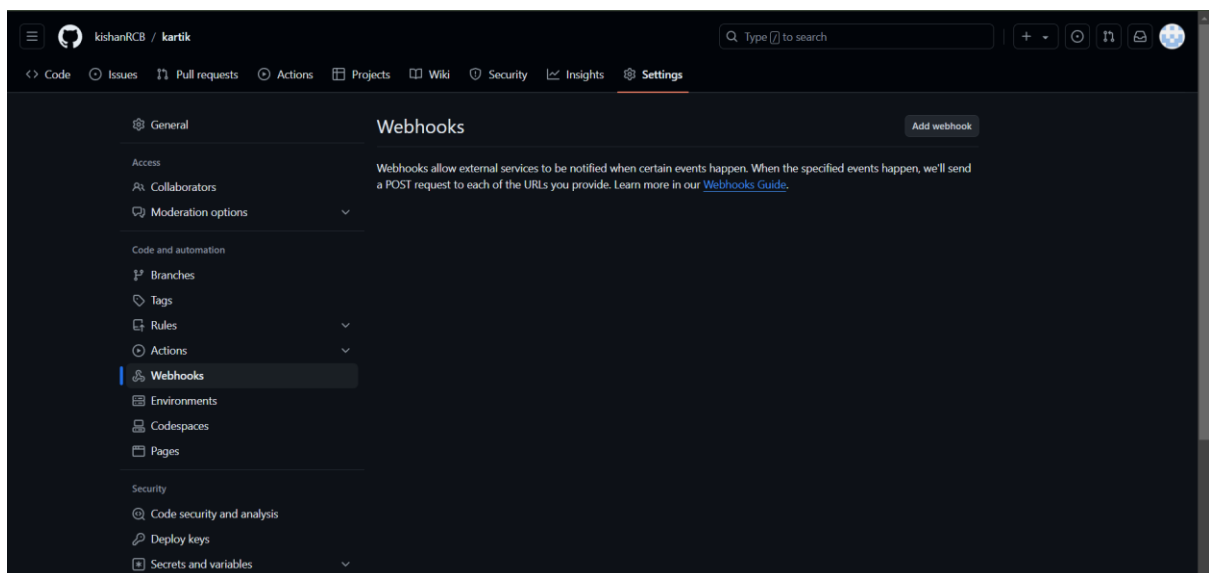 kishanRCB / kartik
Type / to search
Code Issues Pull requests Actions Projects Wiki Security Insights Settings
General
Access
Collaborators
Moderation options
Code and automation
Branches
Tags
Rules
Actions
Webhooks
Environments
Codespaces
Pages
Security
Code security and analysis
Deploy keys
Secrets and variables
Webhooks
Add webhook
Webhooks allow external services to be notified when certain events happen. When the specified events happen, we'll send
a POST request to each of the URLs you provide. Learn more in our Webhooks Guide.